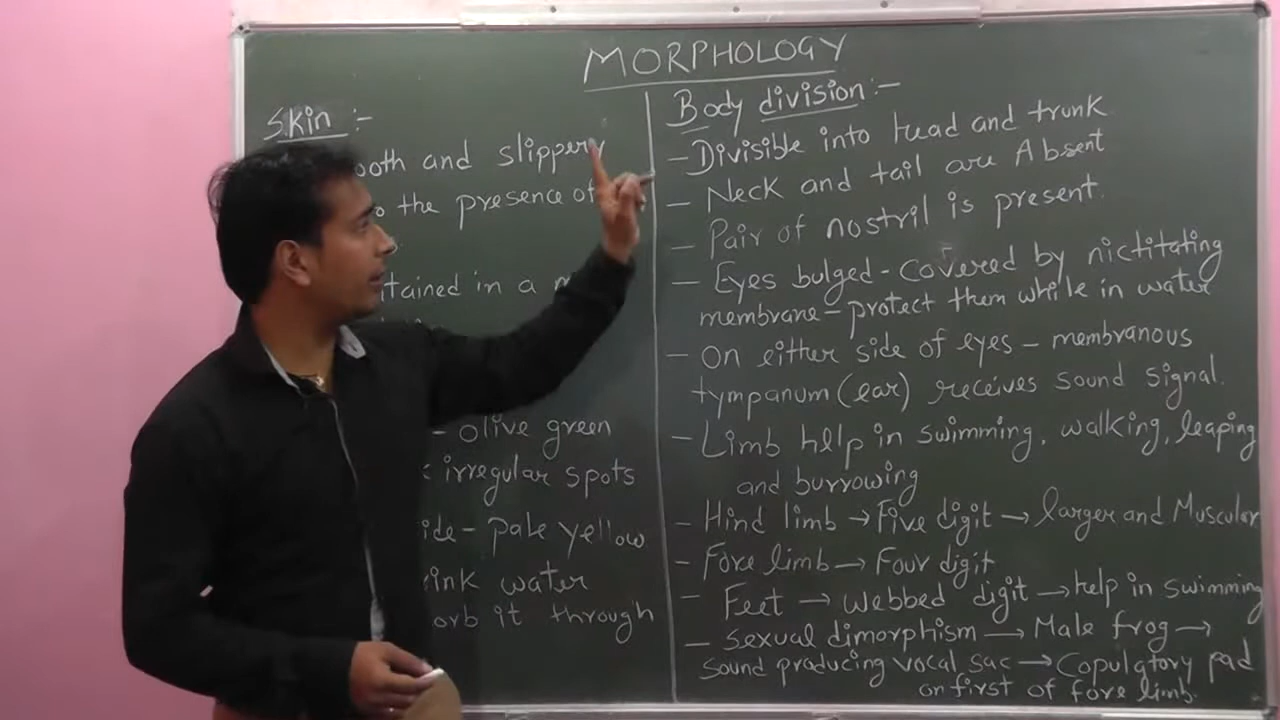 MORPHOLOGY
Skin :-
ooth and slippery
o the presence of
tained in a m
- olive green
irregular spots
ide - pale yellow
ink water
orb it through
Body division :-
- Divisible into head and trunk
- Neck and tail are Absent
- Pair of nostril is present.
- Eyes bulged - covered by nictitating
membrane - protect them while in water
- On either side of eyes - membranous
tympanum (ear) receives sound signal.
- Limb help in swimming, walking, leaping
and burrowing
- Hind limb → Five digit → larger and Muscular
- Fore limb → Four digit
- Feet → webbed digit → help in swimming
- sexual dimorphism → Male frog →
sound producing vocal sac → Copulatory pad
on first of fore limb.